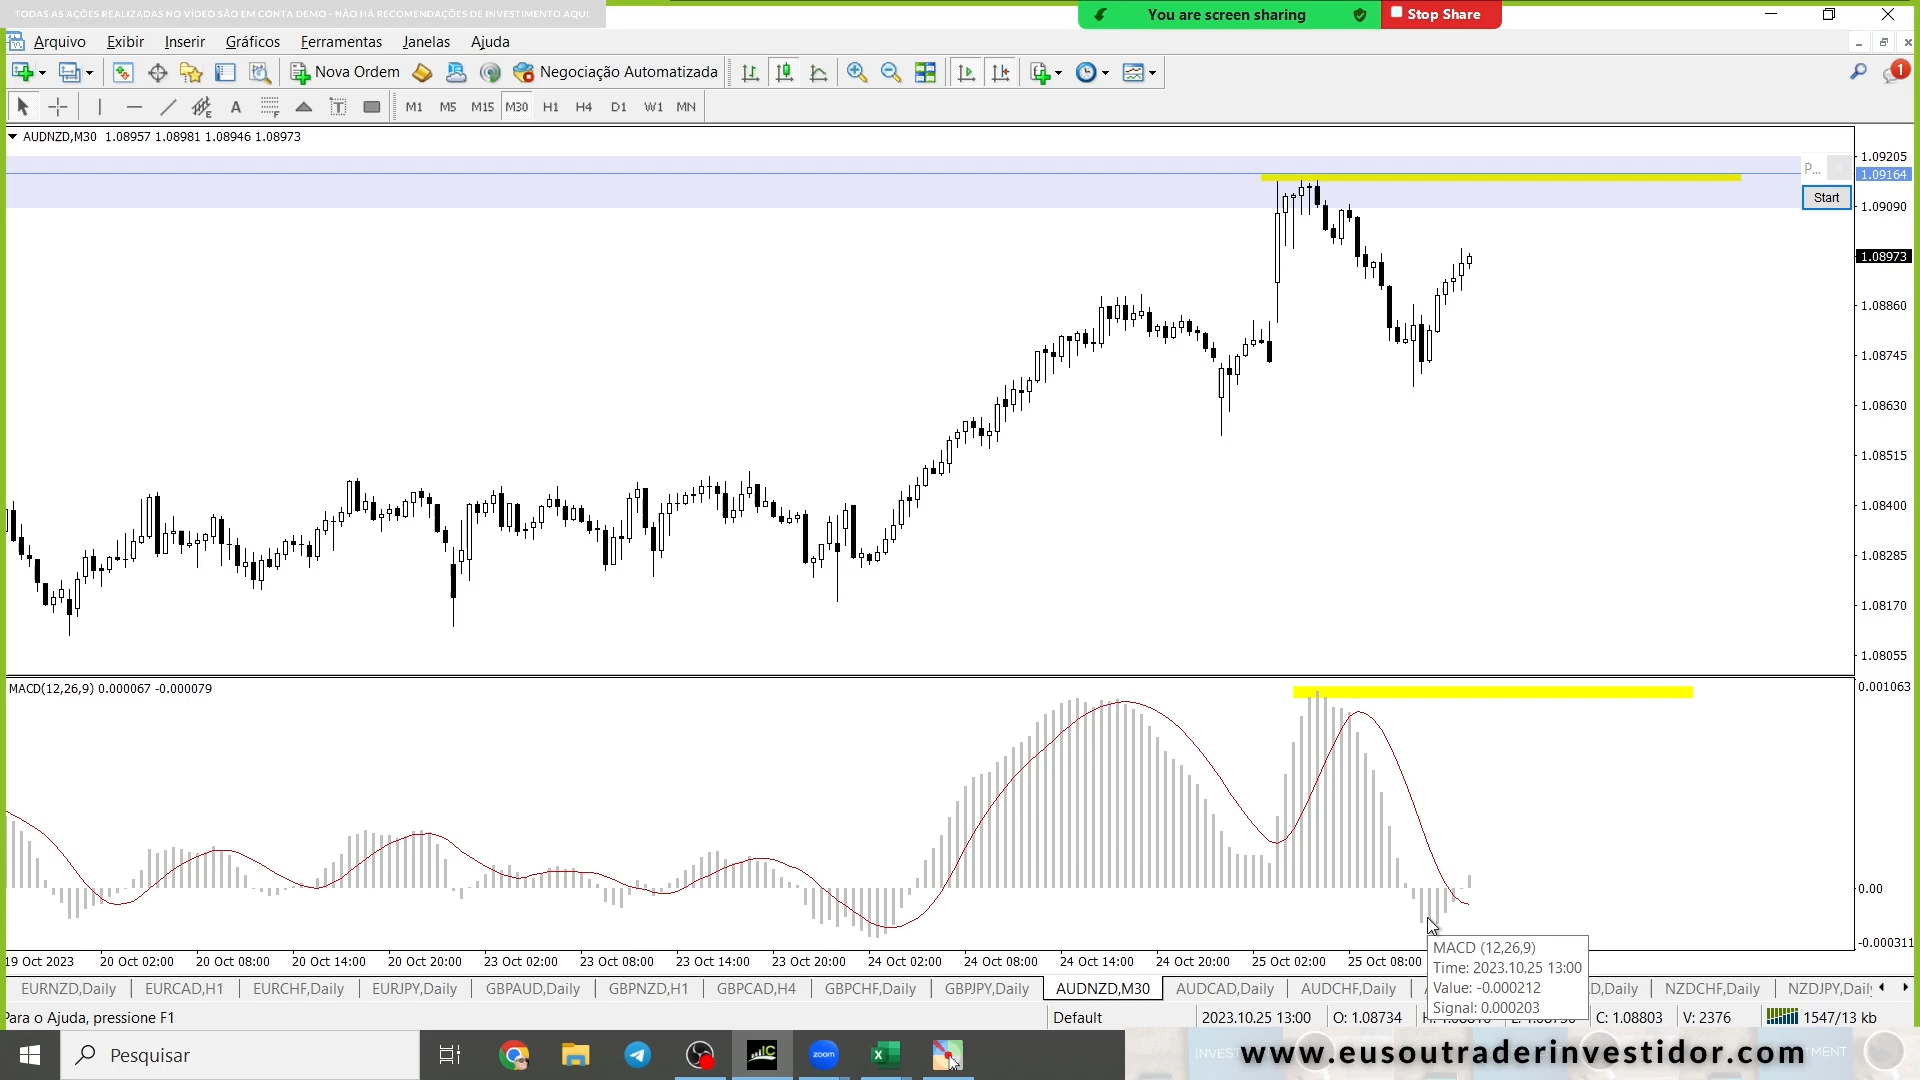 TODAS AS AÇÕES REALIZADAS NO VÍDEO SÃO EM CONTA DEMO - NÃO HÁ RECOMENDAÇÕES DE INVESTIMENTO AQUI
You are screen sharing
Stop Share
Arquivo Exibir Inserir Gráficos Ferramentas Janelas Ajuda
Nova Ordem Negociação Automatizada
1
A T E F
M1 M5 M15 M30 H1 H4 D1 W1 MN
AUDNZD,M30 1.08957 1.08981 1.08946 1.08973
P...
Start
1.09205
1.09164
1.09090
1.08973
1.08860
1.08745
1.08630
1.08515
1.08400
1.08285
1.08170
1.08055
MACD(12,26,9) 0.000067 -0.000079
0.001063
0.00
-0.000311
19 Oct 2023 20 Oct 02:00 20 Oct 08:00 20 Oct 14:00 20 Oct 20:00 23 Oct 02:00 23 Oct 08:00 23 Oct 14:00 23 Oct 20:00 24 Oct 02:00 24 Oct 08:00 24 Oct 14:00 24 Oct 20:00 25 Oct 02:00 25 Oct 08:00
MACD (12,26,9)
Time: 2023.10.25 13:00
Value: -0.000212
Signal: 0.000203
EURNZD,Daily EURCAD,H1 EURCHF,Daily EURJPY,Daily GBPAUD,Daily GBPNZD,H1 GBPCAD,H4 GBPCHF,Daily GBPJPY,Daily AUDNZD,M30 AUDCAD,Daily AUDCHF,Daily D,Daily NZDCHF,Daily NZDJPY,Daily
Para o Ajuda, pressione F1
Default
2023.10.25 13:00 O: 1.08734 C: 1.08803 V: 2376 1547/13 kb
Pesquisar
zoom
www.eusoutraderinvestidor.com